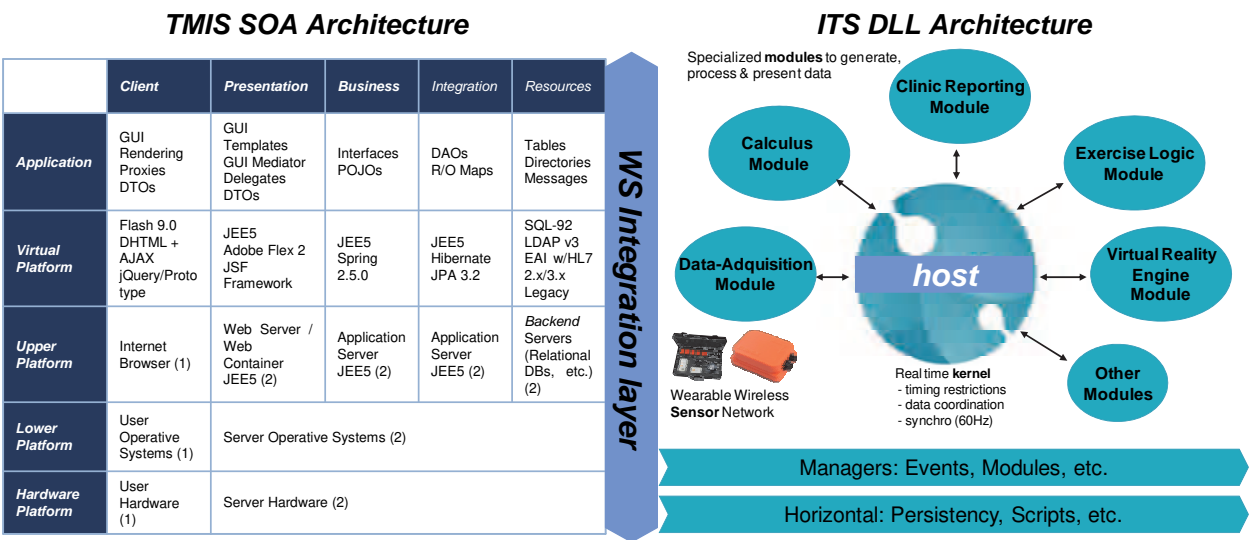 TMIS SOA Architecture
Client
Presentation
Business
Integration
Resources
Application
GUI
Rendering
Proxies
DTOs
GUI
Templates
GUI Mediator
Delegates
DTOs
Interfaces
POJOs
DAOs
R/O Maps
Tables
Directories
Messages
Virtual
Platform
Flash 9.0
DHTML +
AJAX
jQuery/Proto
type
JEE5
Adobe Flex 2
JSF
Framework
JEE5
Spring
2.5.0
JEE5
Hibernate
JPA 3.2
SQL-92
LDAP v3
EAI w/HL7
2.x/3.x
Legacy
Upper
Platform
Internet
Browser (1)
Web Server /
Web
Container
JEE5 (2)
Application
Server
JEE5 (2)
Application
Server
JEE5 (2)
Backend
Servers
(Relational
DBs, etc.)
(2)
Lower
Platform
User
Operative
Systems (1)
Server Operative Systems (2)
Hardware
Platform
User
Hardware
(1)
Server Hardware (2)
WS Integration layer
ITS DLL Architecture
Specialized modules to generate,
process & present data
Clinic Reporting
Module
Calculus
Module
Exercise Logic
Module
Data-Adquisition
Module
host
Virtual Reality
Engine
Module
Other
Modules
Wearable Wireless
Sensor Network
Real time kernel
- timing restrictions
- data coordination
- synchro (60Hz)
Managers: Events, Modules, etc.
Horizontal: Persistency, Scripts, etc.